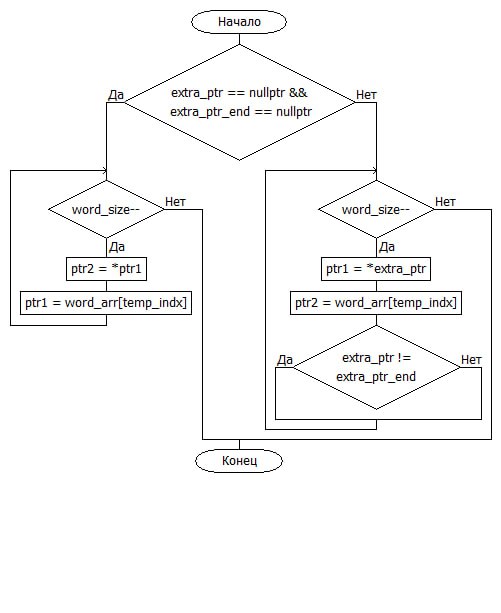 Начало
extra_ptr == nullptr &&
extra_ptr_end == nullptr
Да
Нет
word_size--
Нет
Да
ptr2 = *ptr1
ptr1 = word_arr[temp_indx]
word_size--
Нет
Да
ptr1 = *extra_ptr
ptr2 = word_arr[temp_indx]
extra_ptr !=
extra_ptr_end
Да
Нет
Конец